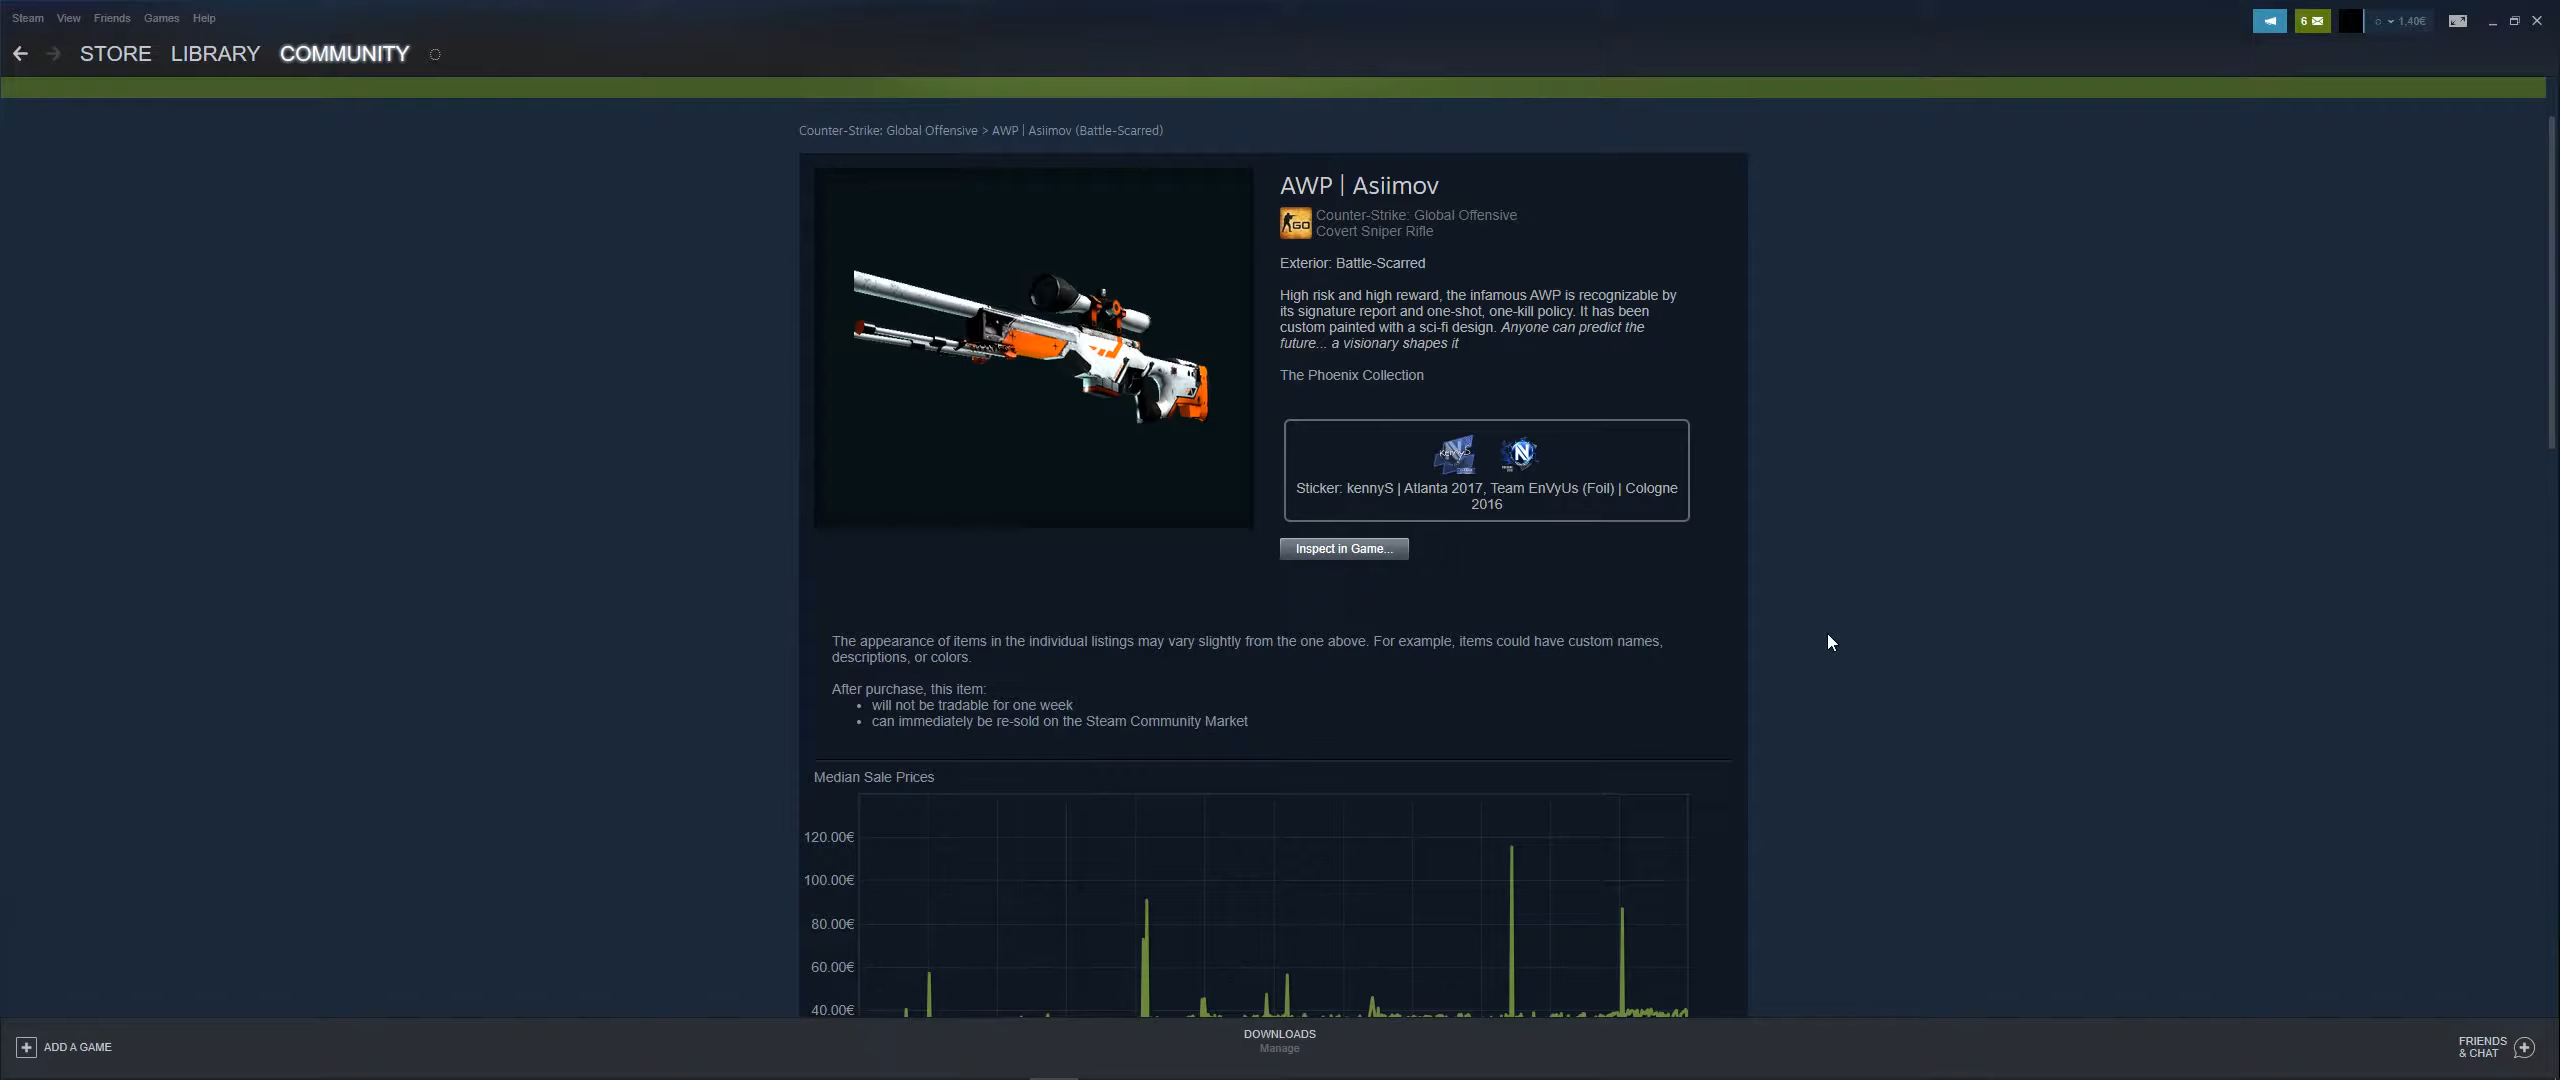 Steam View Friends Games Help
6 1,40€
STORE LIBRARY COMMUNITY
Counter-Strike: Global Offensive > AWP | Asiimov (Battle-Scarred)
AWP | Asiimov
GO
Counter-Strike: Global Offensive
Covert Sniper Rifle
Exterior: Battle-Scarred
High risk and high reward, the infamous AWP is recognizable by
its signature report and one-shot, one-kill policy. It has been
custom painted with a sci-fi design. Anyone can predict the
future... a visionary shapes it
The Phoenix Collection
kennyS
Sticker: kennyS | Atlanta 2017, Team EnVyUs (Foil) | Cologne
2016
Inspect in Game...
The appearance of items in the individual listings may vary slightly from the one above. For example, items could have custom names,
descriptions, or colors.
After purchase, this item:
• will not be tradable for one week
• can immediately be re-sold on the Steam Community Market
Median Sale Prices
120.00€
100.00€
80.00€
60.00€
40.00€
ADD A GAME
DOWNLOADS
Manage
FRIENDS
& CHAT